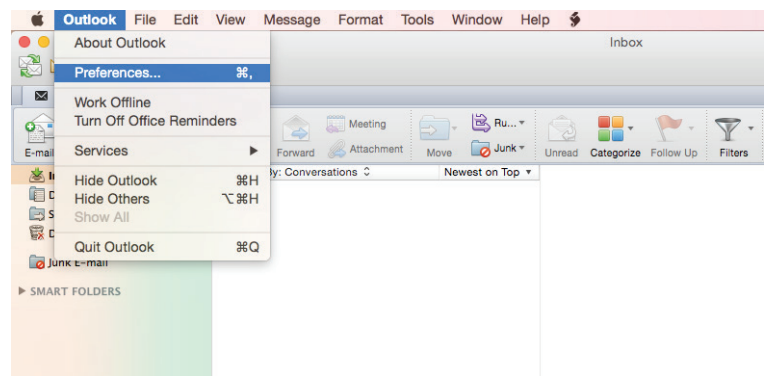 Outlook File Edit View Message Format Tools Window Help
About Outlook
Preferences... ⌘,
Work Offline
Turn Off Office Reminders
Services
Hide Outlook ⌘H
Hide Others ⌥⌘H
Show All
Quit Outlook ⌘Q
Inbox
E-mail
Forward
Meeting
Attachment
Move
Ru...
Junk
Unread
Categorize
Follow Up
Filters
By: Conversations
Newest on Top
Junk E-mail
SMART FOLDERS